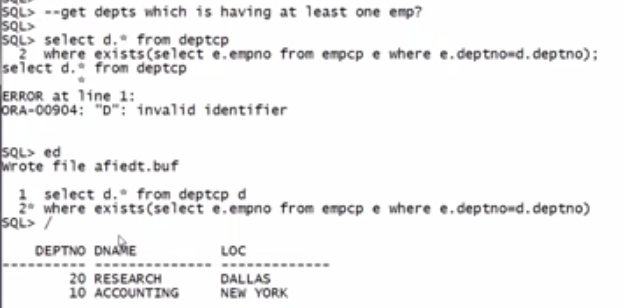 SQL> --get depts which is having at least one emp?
SQL>
SQL> select d.* from deptcp
  2  where exists(select e.empno from empcp e where e.deptno=d.deptno);
select d.* from deptcp
       *
ERROR at line 1:
ORA-00904: "D": invalid identifier
SQL> ed
Wrote file afiedt.buf
  1  select d.* from deptcp d
  2* where exists(select e.empno from empcp e where e.deptno=d.deptno)
SQL> /
    DEPTNO DNAME          LOC
---------- -------------- -------------
        20 RESEARCH       DALLAS
        10 ACCOUNTING     NEW YORK